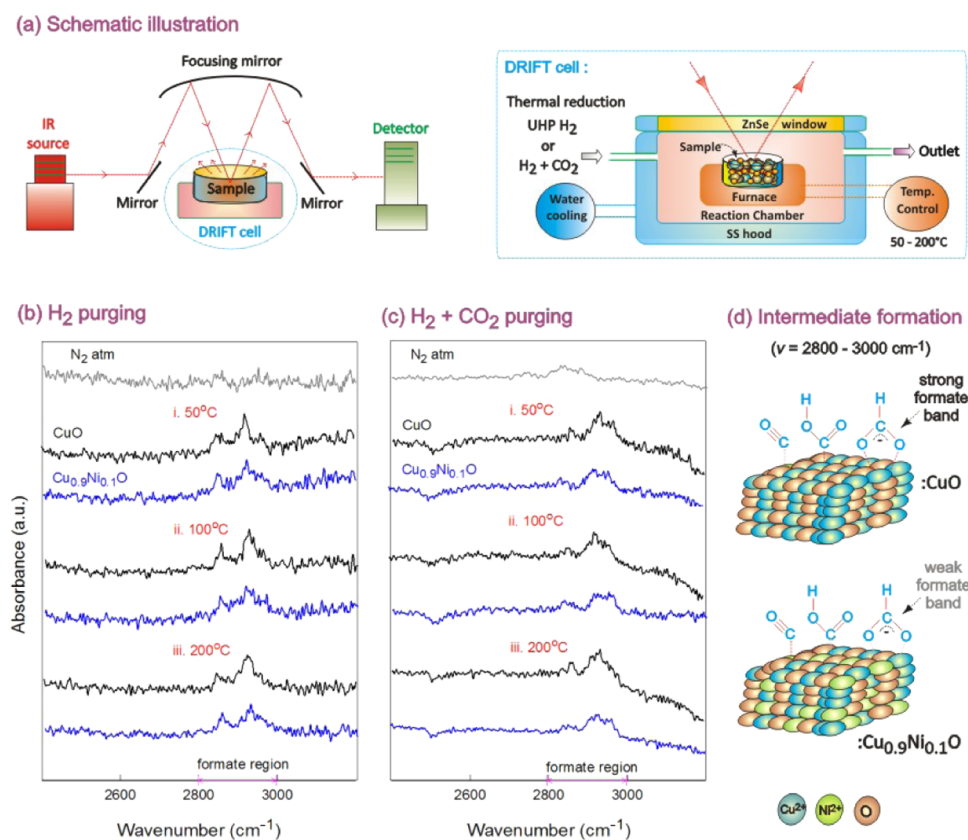 (a) Schematic illustration
Focusing mirror
IR
source
Detector
Mirror
Sample
Mirror
DRIFT cell
DRIFT cell :
Thermal reduction
UHP H2
or
H2 + CO2
ZnSe window
Sample
Outlet
Water
cooling
Furnace
Reaction Chamber
SS hood
Temp.
Control
50 - 200°C
(b) H2 purging
N2 atm
i. 50°C
CuO
Cu0.9Ni0.1O
ii. 100°C
iii. 200°C
formate region
2600
2800
3000
Wavenumber (cm-1)
Absorbance (a.u.)
(c) H2 + CO2 purging
N2 atm
i. 50°C
CuO
Cu0.9Ni0.1O
ii. 100°C
iii. 200°C
formate region
2600
2800
3000
Wavenumber (cm-1)
(d) Intermediate formation
(ν = 2800 - 3000 cm-1)
strong
formate
band
H
O
O
C
C
H
C
O
O
-
:CuO
weak
formate
band
H
O
O
C
C
H
C
O
O
-
:Cu0.9Ni0.1O
Cu2+
Ni2+
O